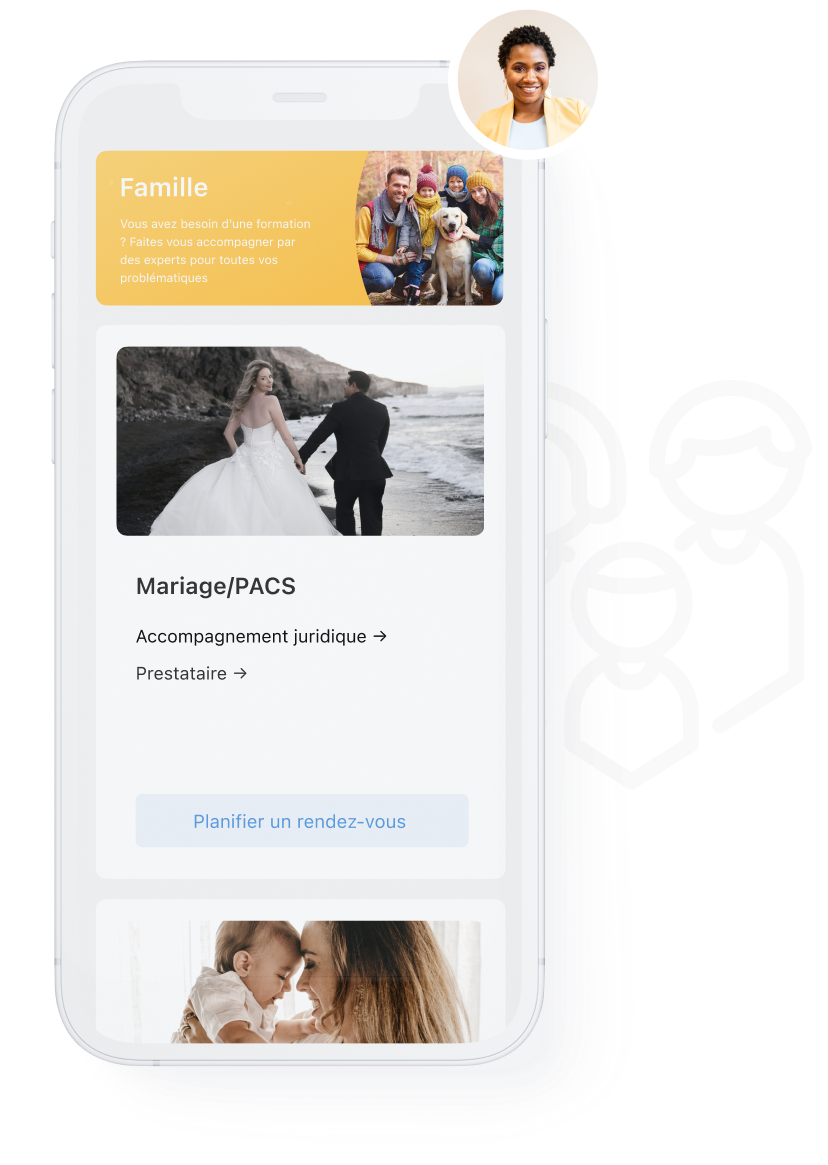 Famille
Vous avez besoin d'une formation
? Faites vous accompagner par
des experts pour toutes vos
problématiques
Mariage/PACS
Accompagnement juridique →
Prestataire →
Planifier un rendez-vous